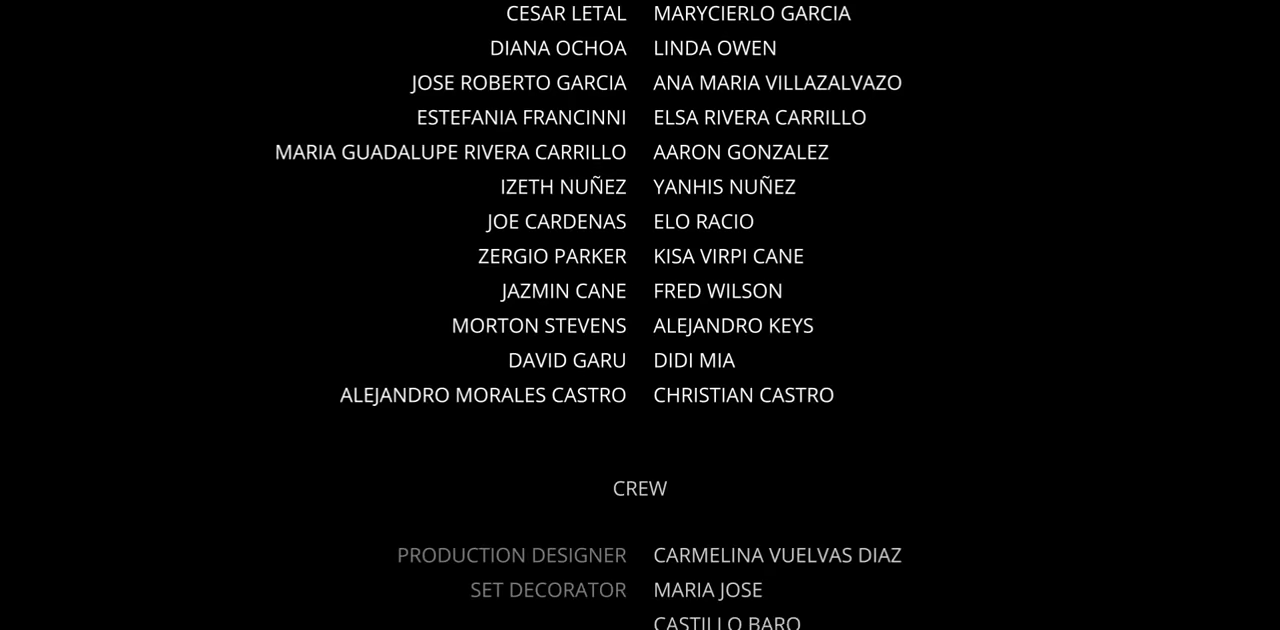 CESAR LETAL MARYCIERLO GARCIA
DIANA OCHOA LINDA OWEN
JOSE ROBERTO GARCIA ANA MARIA VILLAZALVAZO
ESTEFANIA FRANCINNI ELSA RIVERA CARRILLO
MARIA GUADALUPE RIVERA CARRILLO AARON GONZALEZ
IZETH NUÑEZ YANHIS NUÑEZ
JOE CARDENAS ELO RACIO
ZERGIO PARKER KISA VIRPI CANE
JAZMIN CANE FRED WILSON
MORTON STEVENS ALEJANDRO KEYS
DAVID GARU DIDI MIA
ALEJANDRO MORALES CASTRO CHRISTIAN CASTRO
CREW
PRODUCTION DESIGNER CARMELINA VUELVAS DIAZ
SET DECORATOR MARIA JOSE
CASTILLO BARO